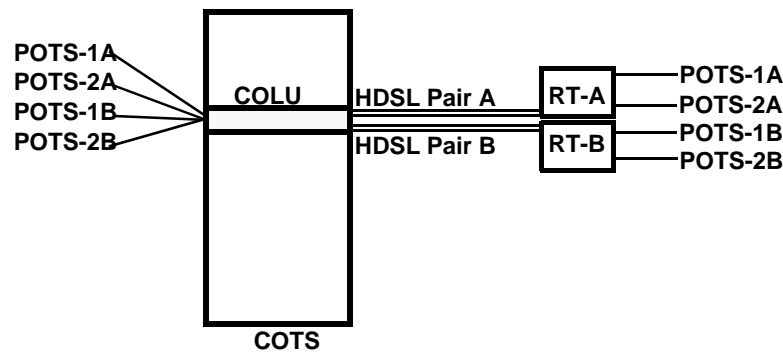 POTS-1A
POTS-2A
POTS-1B
POTS-2B
COLU
HDSL Pair A
HDSL Pair B
RT-A
RT-B
POTS-1A
POTS-2A
POTS-1B
POTS-2B
COTS